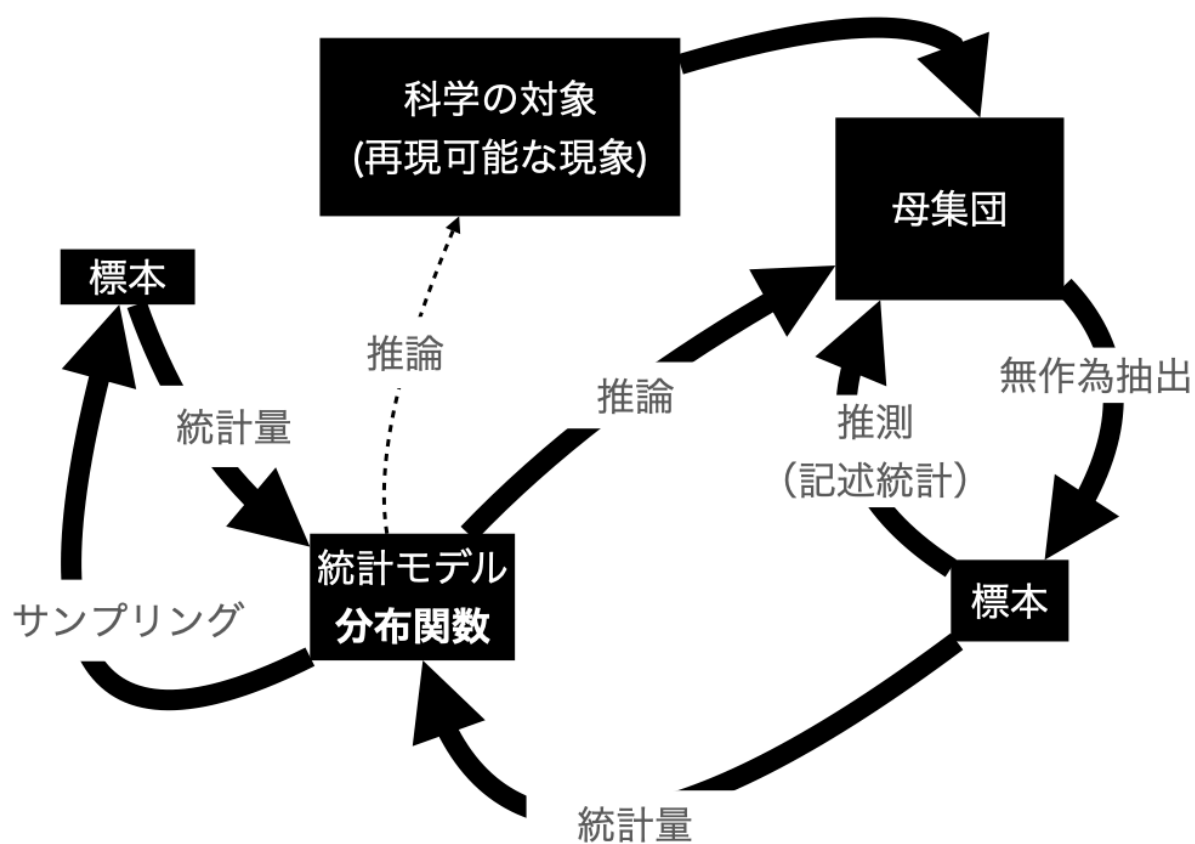 科学の対象
(再現可能な現象)
母集団
標本
推論
推論
無作為抽出
統計量
推測
（記述統計）
統計モデル
分布関数
標本
サンプリング
統計量